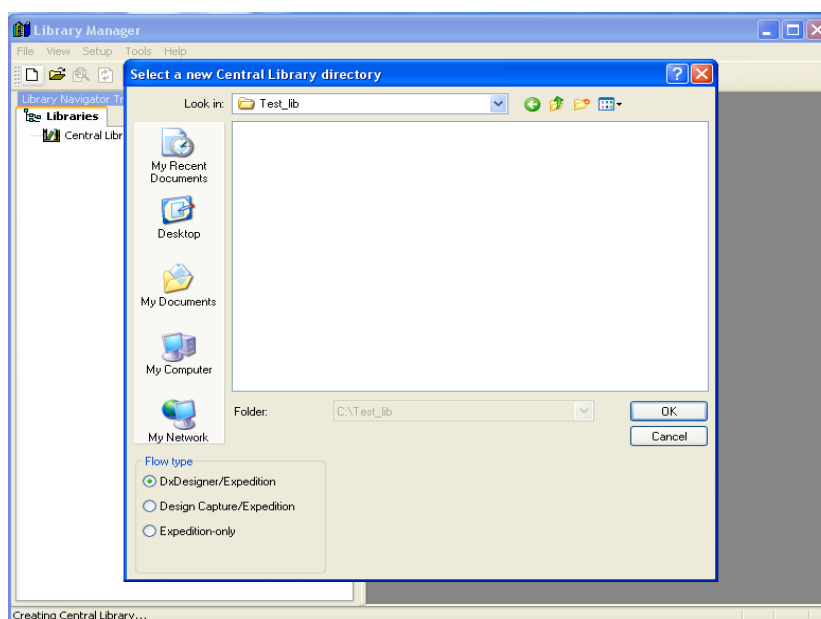 Library Manager
File View Setup Tools Help
Select a new Central Library directory
Library Navigator Tr
Look in: Test_lib
Libraries
Central Libr
My Recent Documents
Desktop
My Documents
My Computer
My Network
Folder: C:\Test_lib
OK
Cancel
Flow type
DxDesigner/Expedition
Design Capture/Expedition
Expedition-only
Creating Central Library...